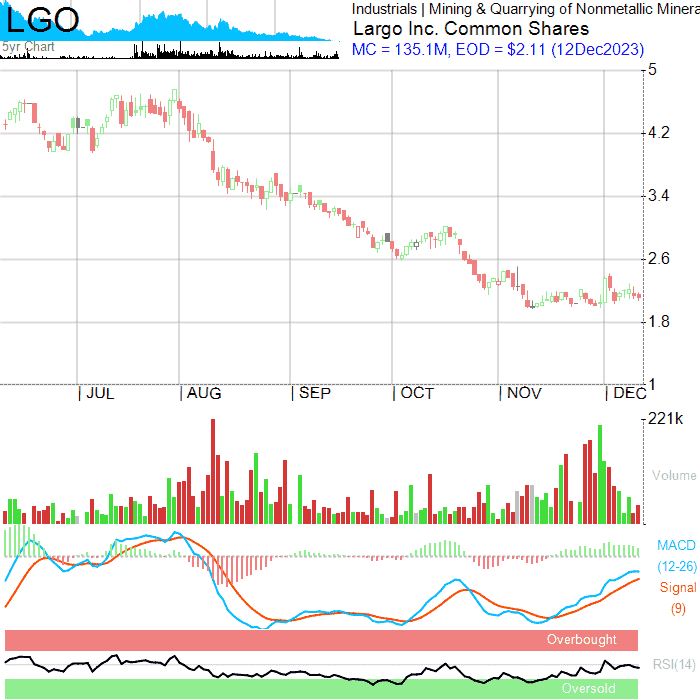 LGO
5yr Chart
Industrials | Mining & Quarrying of Nonmetallic Minera
Largo Inc. Common Shares
MC = 135.1M, EOD = $2.11 (12Dec2023)
5
4.2
3.4
2.6
1.8
1
JUL AUG SEP OCT NOV DEC
221k
Volume
MACD
(12-26)
Signal
(9)
Overbought
RSI(14)
Oversold